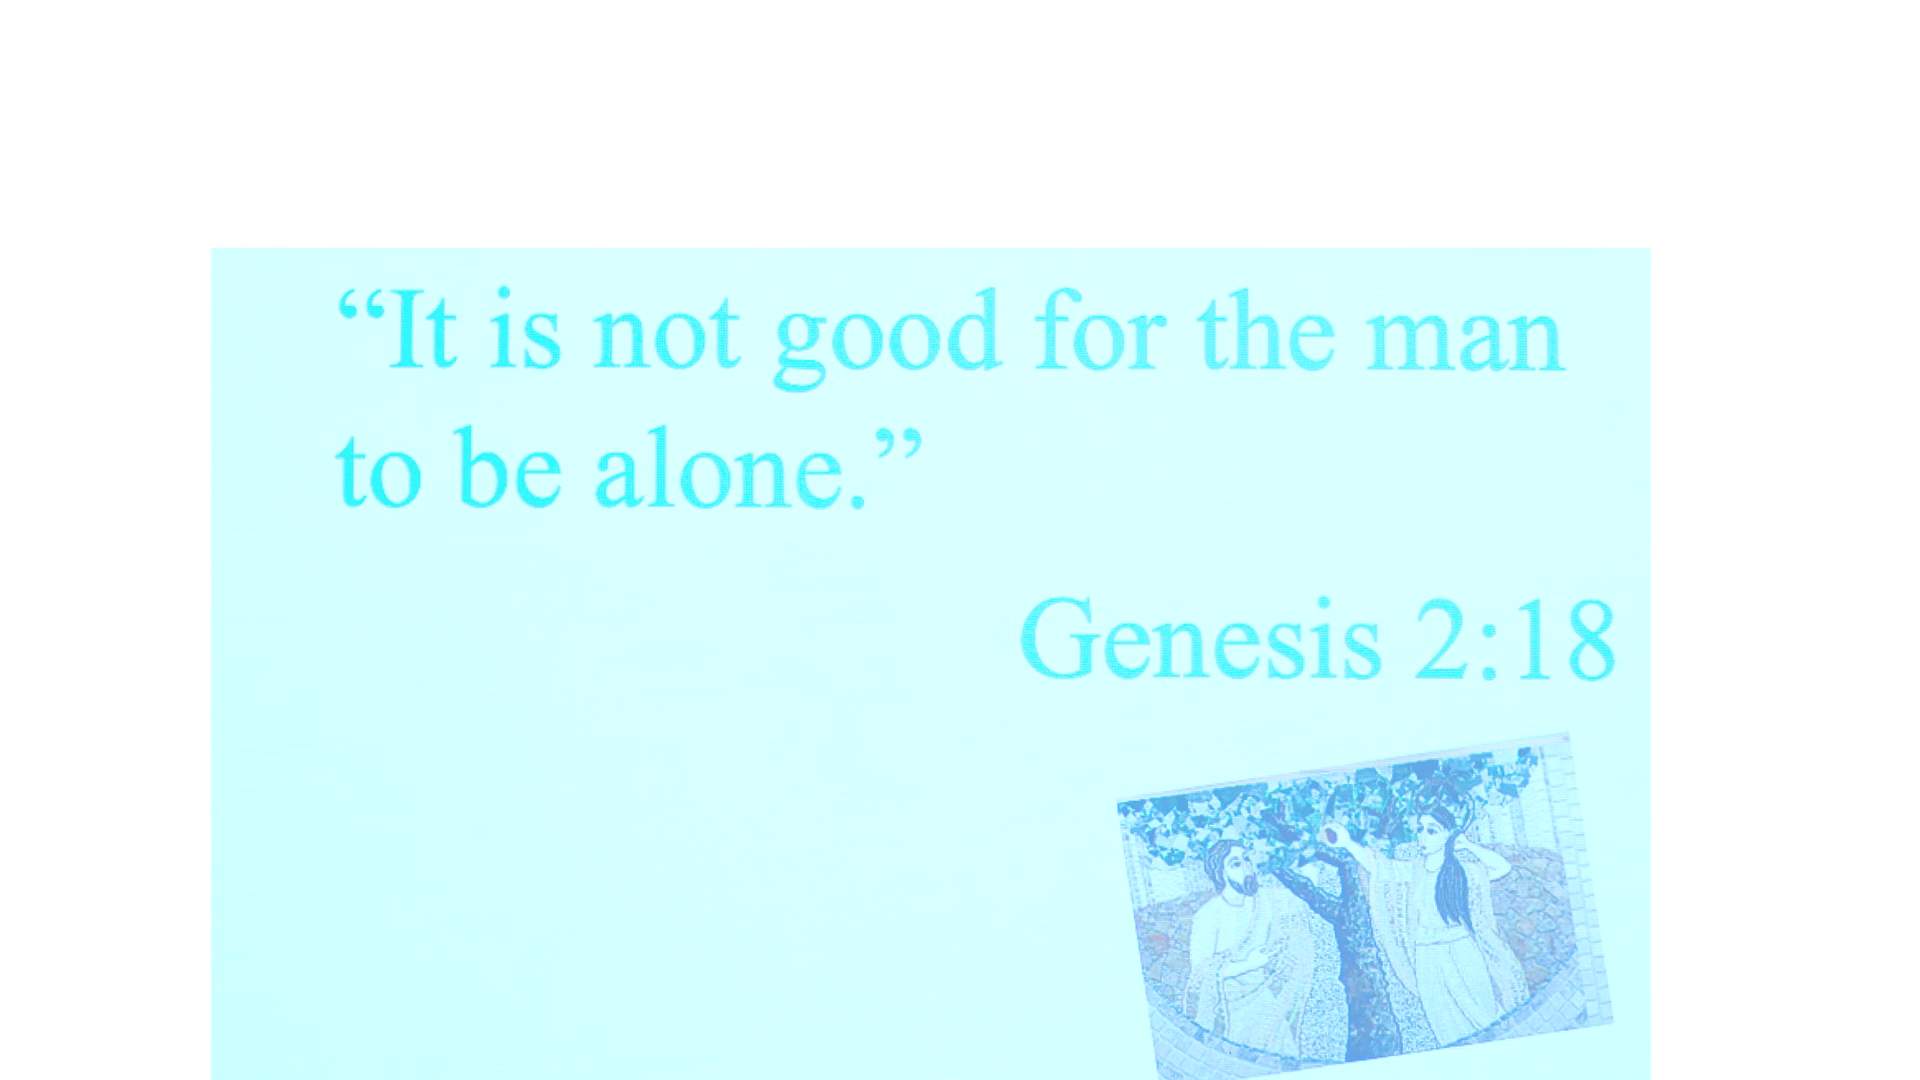 “It is not good for the man
to be alone.”
Genesis 2:18